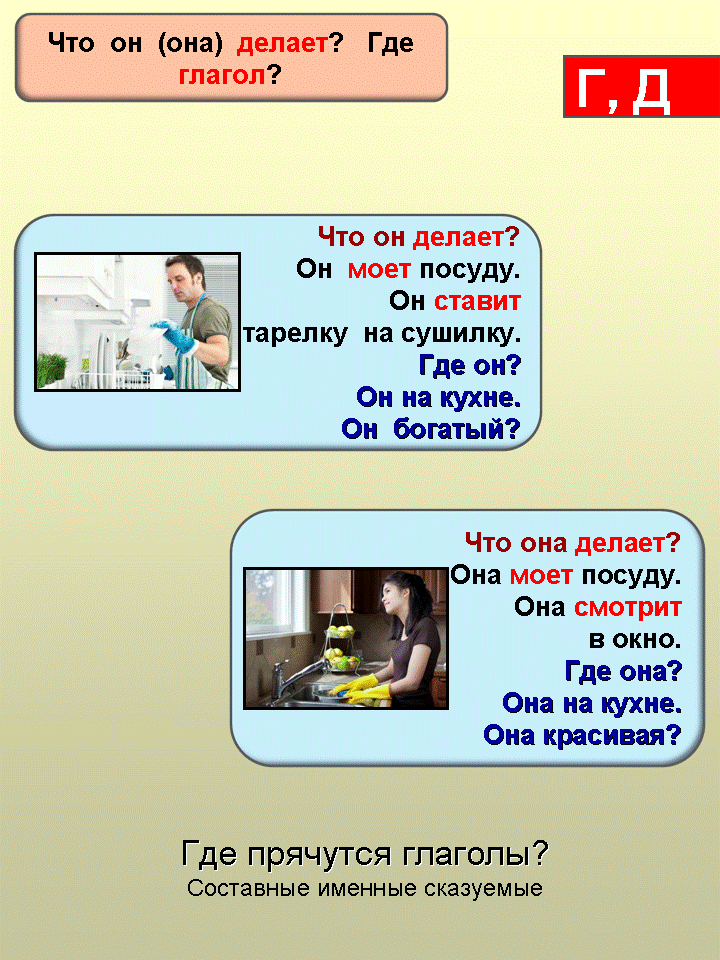 Что он (она) делает? Где
глагол?
Г, Д
Что он делает?
Он моет посуду.
Он ставит
тарелку на сушилку.
Где он?
Он на кухне.
Он богатый?
Что она делает?
Она моет посуду.
Она смотрит
в окно.
Где она?
Она на кухне.
Она красивая?
Где прячутся глаголы?
Составные именные сказуемые